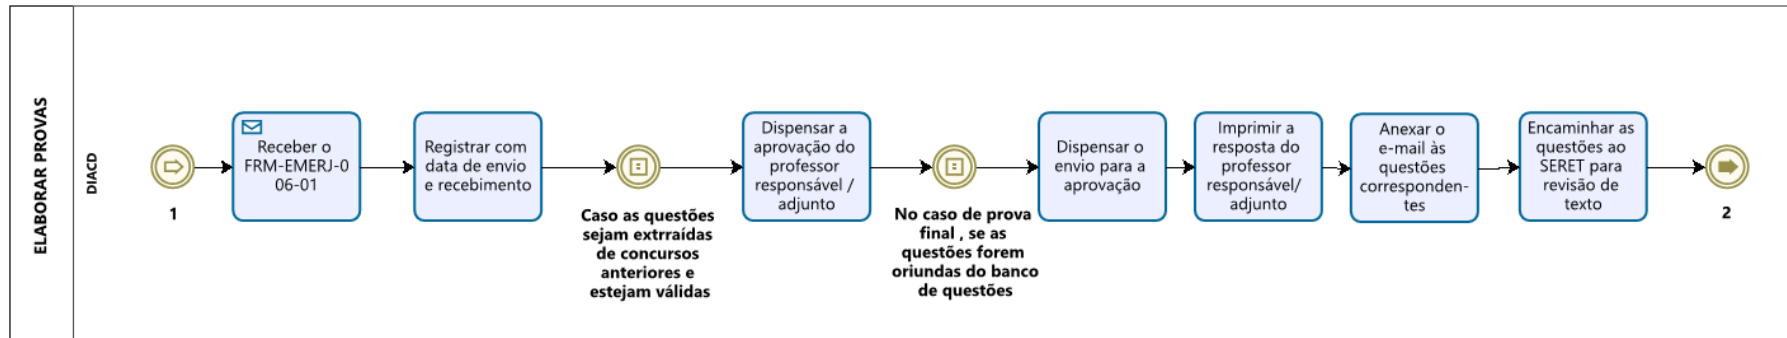 ELABORAR PROVAS
DIACD
1
Receber o
FRM-EMERJ-0
06-01
Registrar com
data de envio
e recebimento
Caso as questões
sejam extrraídas
de concursos
anteriores e
estejam válidas
Dispensar a
aprovação do
professor
responsável /
adjunto
No caso de prova
final , se as
questões forem
oriundas do banco
de questões
Dispensar o
envio para a
aprovação
Imprimir a
resposta do
professor
responsável/
adjunto
Anexar o
e-mail às
questões
corresponden-
tes
Encaminhar as
questões ao
SERET para
revisão de
texto
2